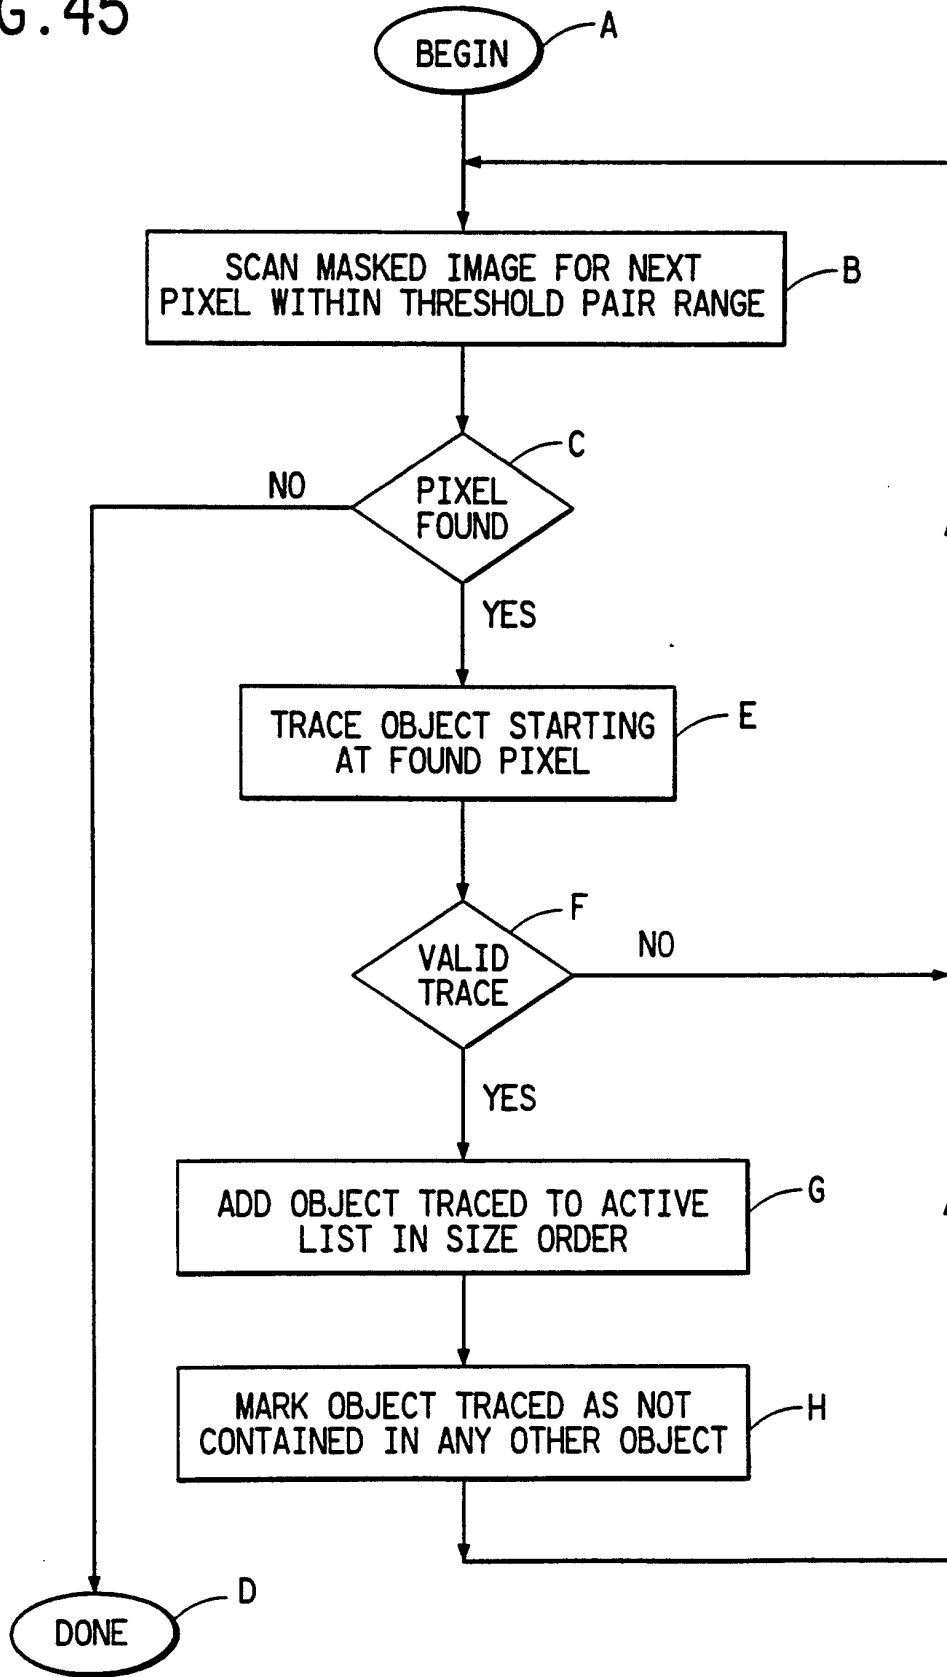 G.45
BEGIN
A
SCAN MASKED IMAGE FOR NEXT
PIXEL WITHIN THRESHOLD PAIR RANGE
B
C
PIXEL
FOUND
NO
YES
TRACE OBJECT STARTING
AT FOUND PIXEL
E
F
VALID
TRACE
NO
YES
ADD OBJECT TRACED TO ACTIVE
LIST IN SIZE ORDER
G
MARK OBJECT TRACED AS NOT
CONTAINED IN ANY OTHER OBJECT
H
DONE
D